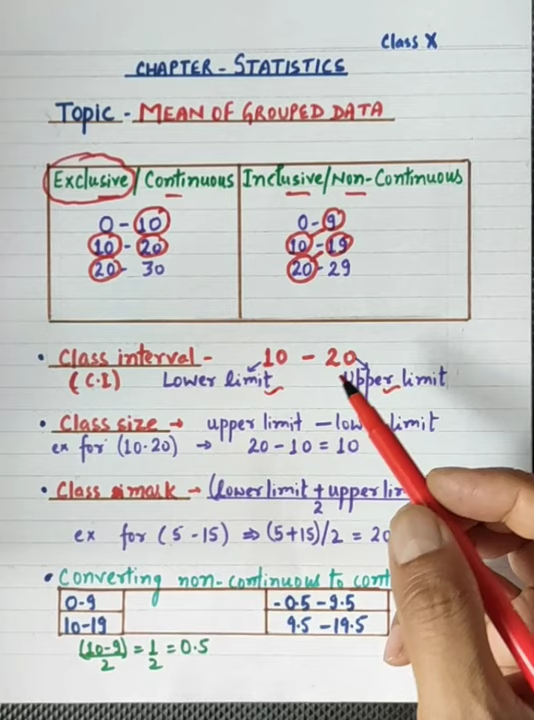 Class X
CHAPTER - STATISTICS
Topic - MEAN OF GROUPED DATA
Exclusive / Continuous Inclusive/Non-Continuous
0 - 10 0 - 9
10 - 20 10 - 19
20 - 30 20 - 29
• Class interval - 10 - 20
(C.I) Lower limit upper limit
• Class size → upper limit - low limit
ex for (10-20) → 20 - 10 = 10
• Class mark → (lower limit + upper
2
ex for (5 - 15) ⇒ (5+15)/2 = 20
• Converting non-continuous to
0-9 -0.5 - 9.5
10-19 9.5 - 19.5
(10-9)/2 = 1/2 = 0.5